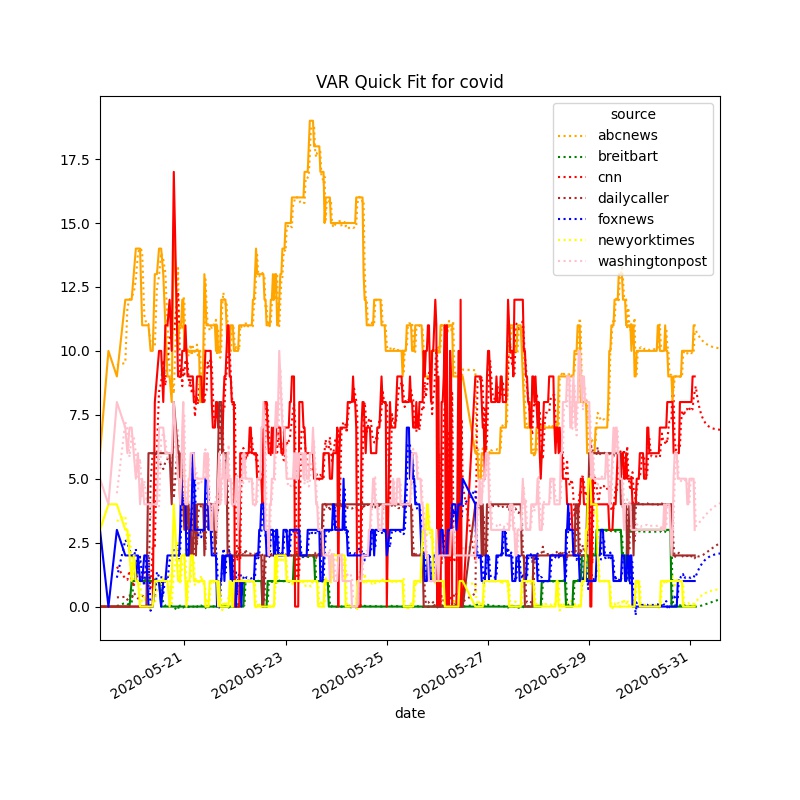 VAR Quick Fit for covid
source
abcnews
breitbart
cnn
dailycaller
foxnews
newyorktimes
washingtonpost
17.5
15.0
12.5
10.0
7.5
5.0
2.5
0.0
2020-05-21
2020-05-23
2020-05-25
2020-05-27
2020-05-29
2020-05-31
date